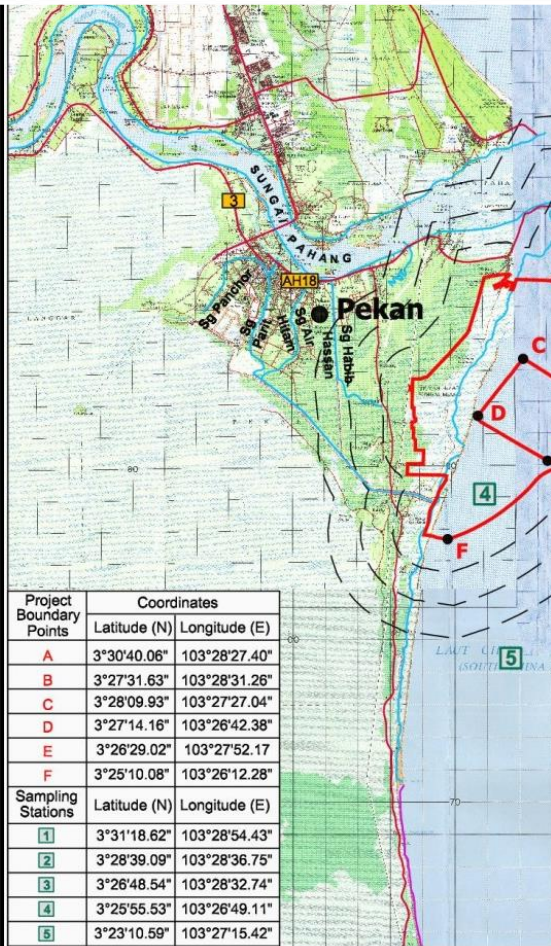 SUNGAI PAHANG
3
AH18
Pekan
Sg Panchor
Sg Parit
Hitam
Sg Air
Hassan
Sg Habib
C
D
80
4
F
60
5
70
Project Boundary Points
Coordinates
Latitude (N) Longitude (E)
A 3°30'40.06" 103°28'27.40"
B 3°27'31.63" 103°28'31.26"
C 3°28'09.93" 103°27'27.04"
D 3°27'14.16" 103°26'42.38"
E 3°26'29.02" 103°27'52.17
F 3°25'10.08" 103°26'12.28"
Sampling Stations
Latitude (N) Longitude (E)
1 3°31'18.62" 103°28'54.43"
2 3°28'39.09" 103°28'36.75"
3 3°26'48.54" 103°28'32.74"
4 3°25'55.53" 103°26'49.11"
5 3°23'10.59" 103°27'15.42"